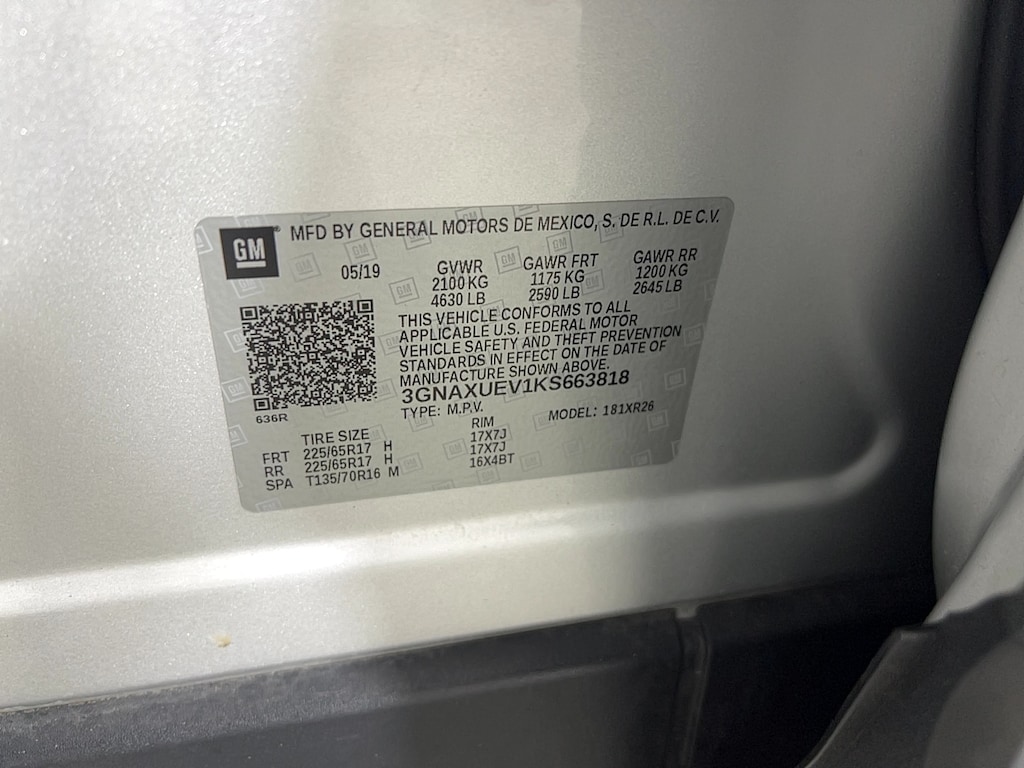 GM
MFD BY GENERAL MOTORS DE MEXICO, S. DE R.L. DE C.V.
05/19
GVWR GAWR FRT GAWR RR
2100 KG 1175 KG 1200 KG
4630 LB 2590 LB 2645 LB
THIS VEHICLE CONFORMS TO ALL
APPLICABLE U.S. FEDERAL MOTOR
VEHICLE SAFETY AND THEFT PREVENTION
STANDARDS IN EFFECT ON THE DATE OF
MANUFACTURE SHOWN ABOVE.
3GNAXUEV1KS663818
TYPE: M.P.V. MODEL: 181XR26
636R
TIRE SIZE RIM
FRT 225/65R17 H 17X7J
RR 225/65R17 H 17X7J
SPA T135/70R16 M 16X4BT